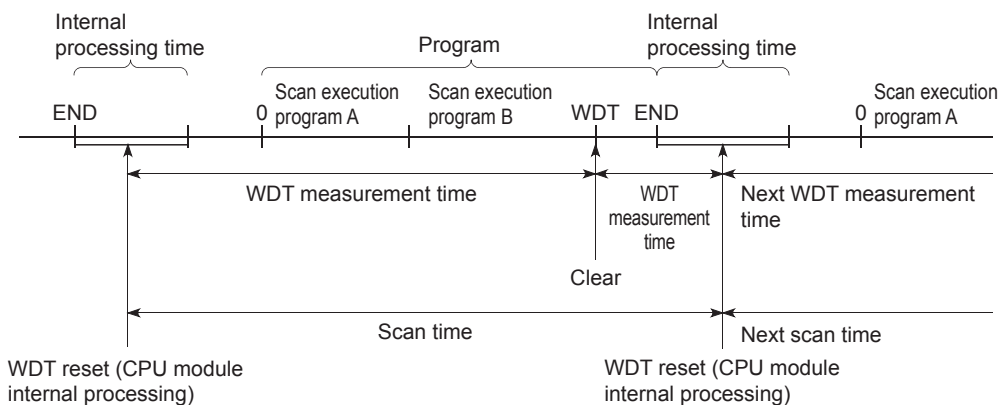 Internal
processing time
Program
Internal
processing time
END
0
Scan execution
program A
Scan execution
program B
WDT
END
0
Scan execution
program A
WDT measurement time
WDT
measurement
time
Next WDT measurement
time
Clear
Scan time
Next scan time
WDT reset (CPU module
internal processing)
WDT reset (CPU module
internal processing)